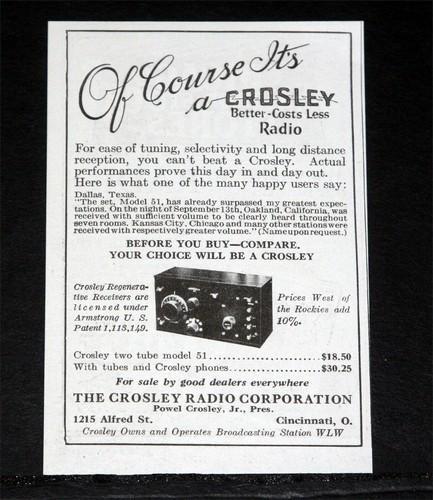 Of Course It's
a CROSLEY
Better-Costs Less
Radio
For ease of tuning, selectivity and long distance
reception, you can't beat a Crosley. Actual
performances prove this day in and day out.
Here is what one of the many happy users say:
Dallas, Texas.
"The set, Model 51, has already surpassed my greatest expec-
tations. On the night of September 13th, Oakland, California, was
received with sufficient volume to be clearly heard throughout
seven rooms. Kansas City, Chicago and many other stations were
received with respectively greater volume." (Name upon request.)
BEFORE YOU BUY—COMPARE.
YOUR CHOICE WILL BE A CROSLEY
Crosley Regenera-
tive Receivers are
licensed under
Armstrong U. S.
Patent 1,113,149.
Prices West of
the Rockies add
10%.
Crosley two tube model 51......................$18.50
With tubes and Crosley phones..................$30.25
For sale by good dealers everywhere
THE CROSLEY RADIO CORPORATION
Powel Crosley, Jr., Pres.
1215 Alfred St. Cincinnati, O.
Crosley Owns and Operates Broadcasting Station WLW